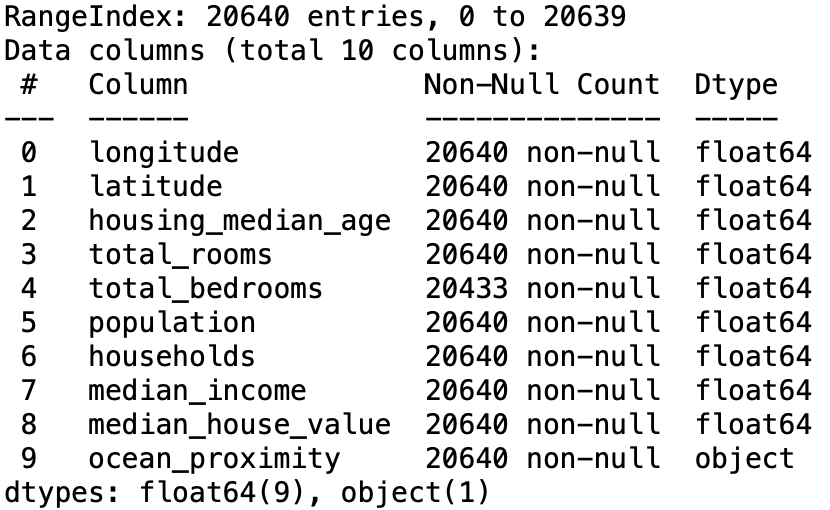 RangeIndex: 20640 entries, 0 to 20639
Data columns (total 10 columns):
 #   Column              Non-Null Count  Dtype
---  ------              --------------  -----
 0   longitude           20640 non-null  float64
 1   latitude            20640 non-null  float64
 2   housing_median_age  20640 non-null  float64
 3   total_rooms         20640 non-null  float64
 4   total_bedrooms      20433 non-null  float64
 5   population          20640 non-null  float64
 6   households          20640 non-null  float64
 7   median_income       20640 non-null  float64
 8   median_house_value  20640 non-null  float64
 9   ocean_proximity     20640 non-null  object
dtypes: float64(9), object(1)